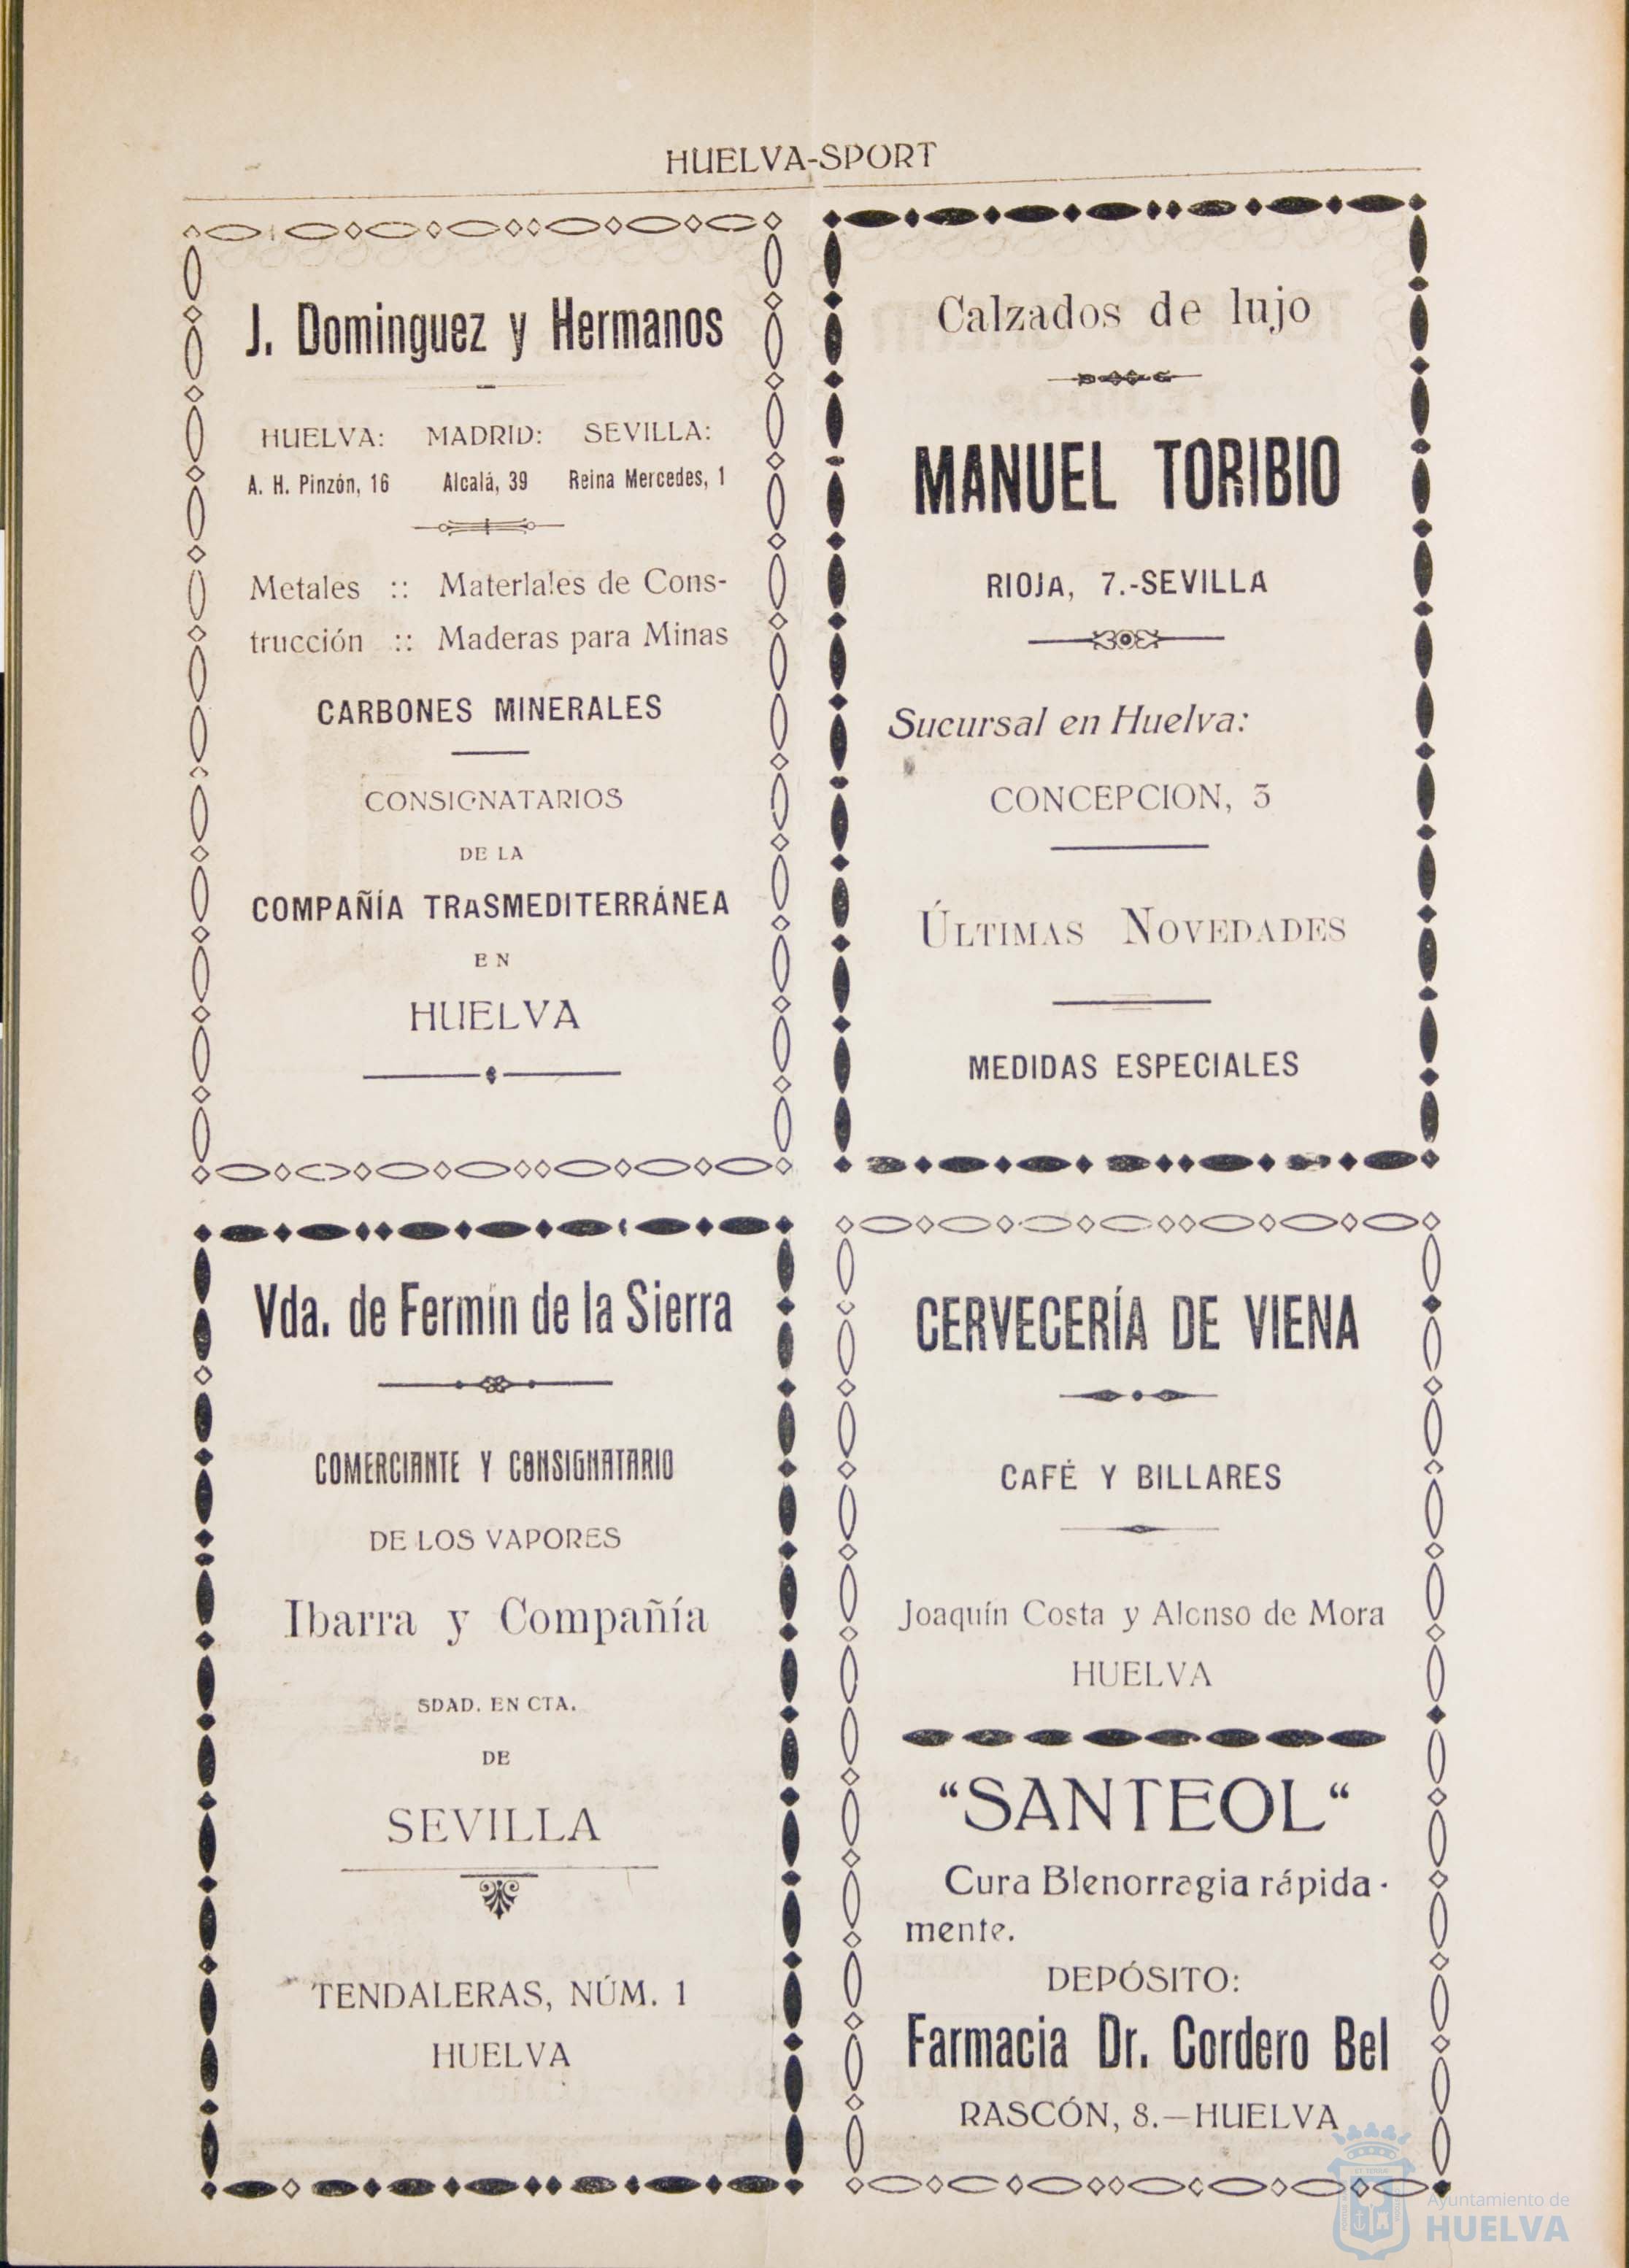 HUELVA-SPORT
J. Dominguez y Hermanos
HUELVA: MADRID: SEVILLA:
A. H. Pinzón, 16 Alcalá, 39 Reina Mercedes, 1
Metales :: Materiales de Cons-
trucción :: Maderas para Minas
CARBONES MINERALES
CONSIGNATARIOS
DE LA
COMPAÑÍA TRASMEDITERRÁNEA
EN
HUELVA
Calzados de lujo
MANUEL TORIBIO
RIOJA, 7.-SEVILLA
Sucursal en Huelva:
CONCEPCION, 3
ÚLTIMAS NOVEDADES
MEDIDAS ESPECIALES
Vda. de Fermín de la Sierra
COMERCIANTE Y CONSIGNATARIO
DE LOS VAPORES
Ibarra y Compañía
SDAD. EN CTA.
DE
SEVILLA
TENDALERAS, NÚM. 1
HUELVA
CERVECERÍA DE VIENA
CAFÉ Y BILLARES
Joaquín Costa y Alonso de Mora
HUELVA
"SANTEOL"
Cura Blenorragia rápida-
mente.
DEPÓSITO:
Farmacia Dr. Cordero Bel
RASCÓN, 8.—HUELVA
Ayuntamiento de
HUELVA